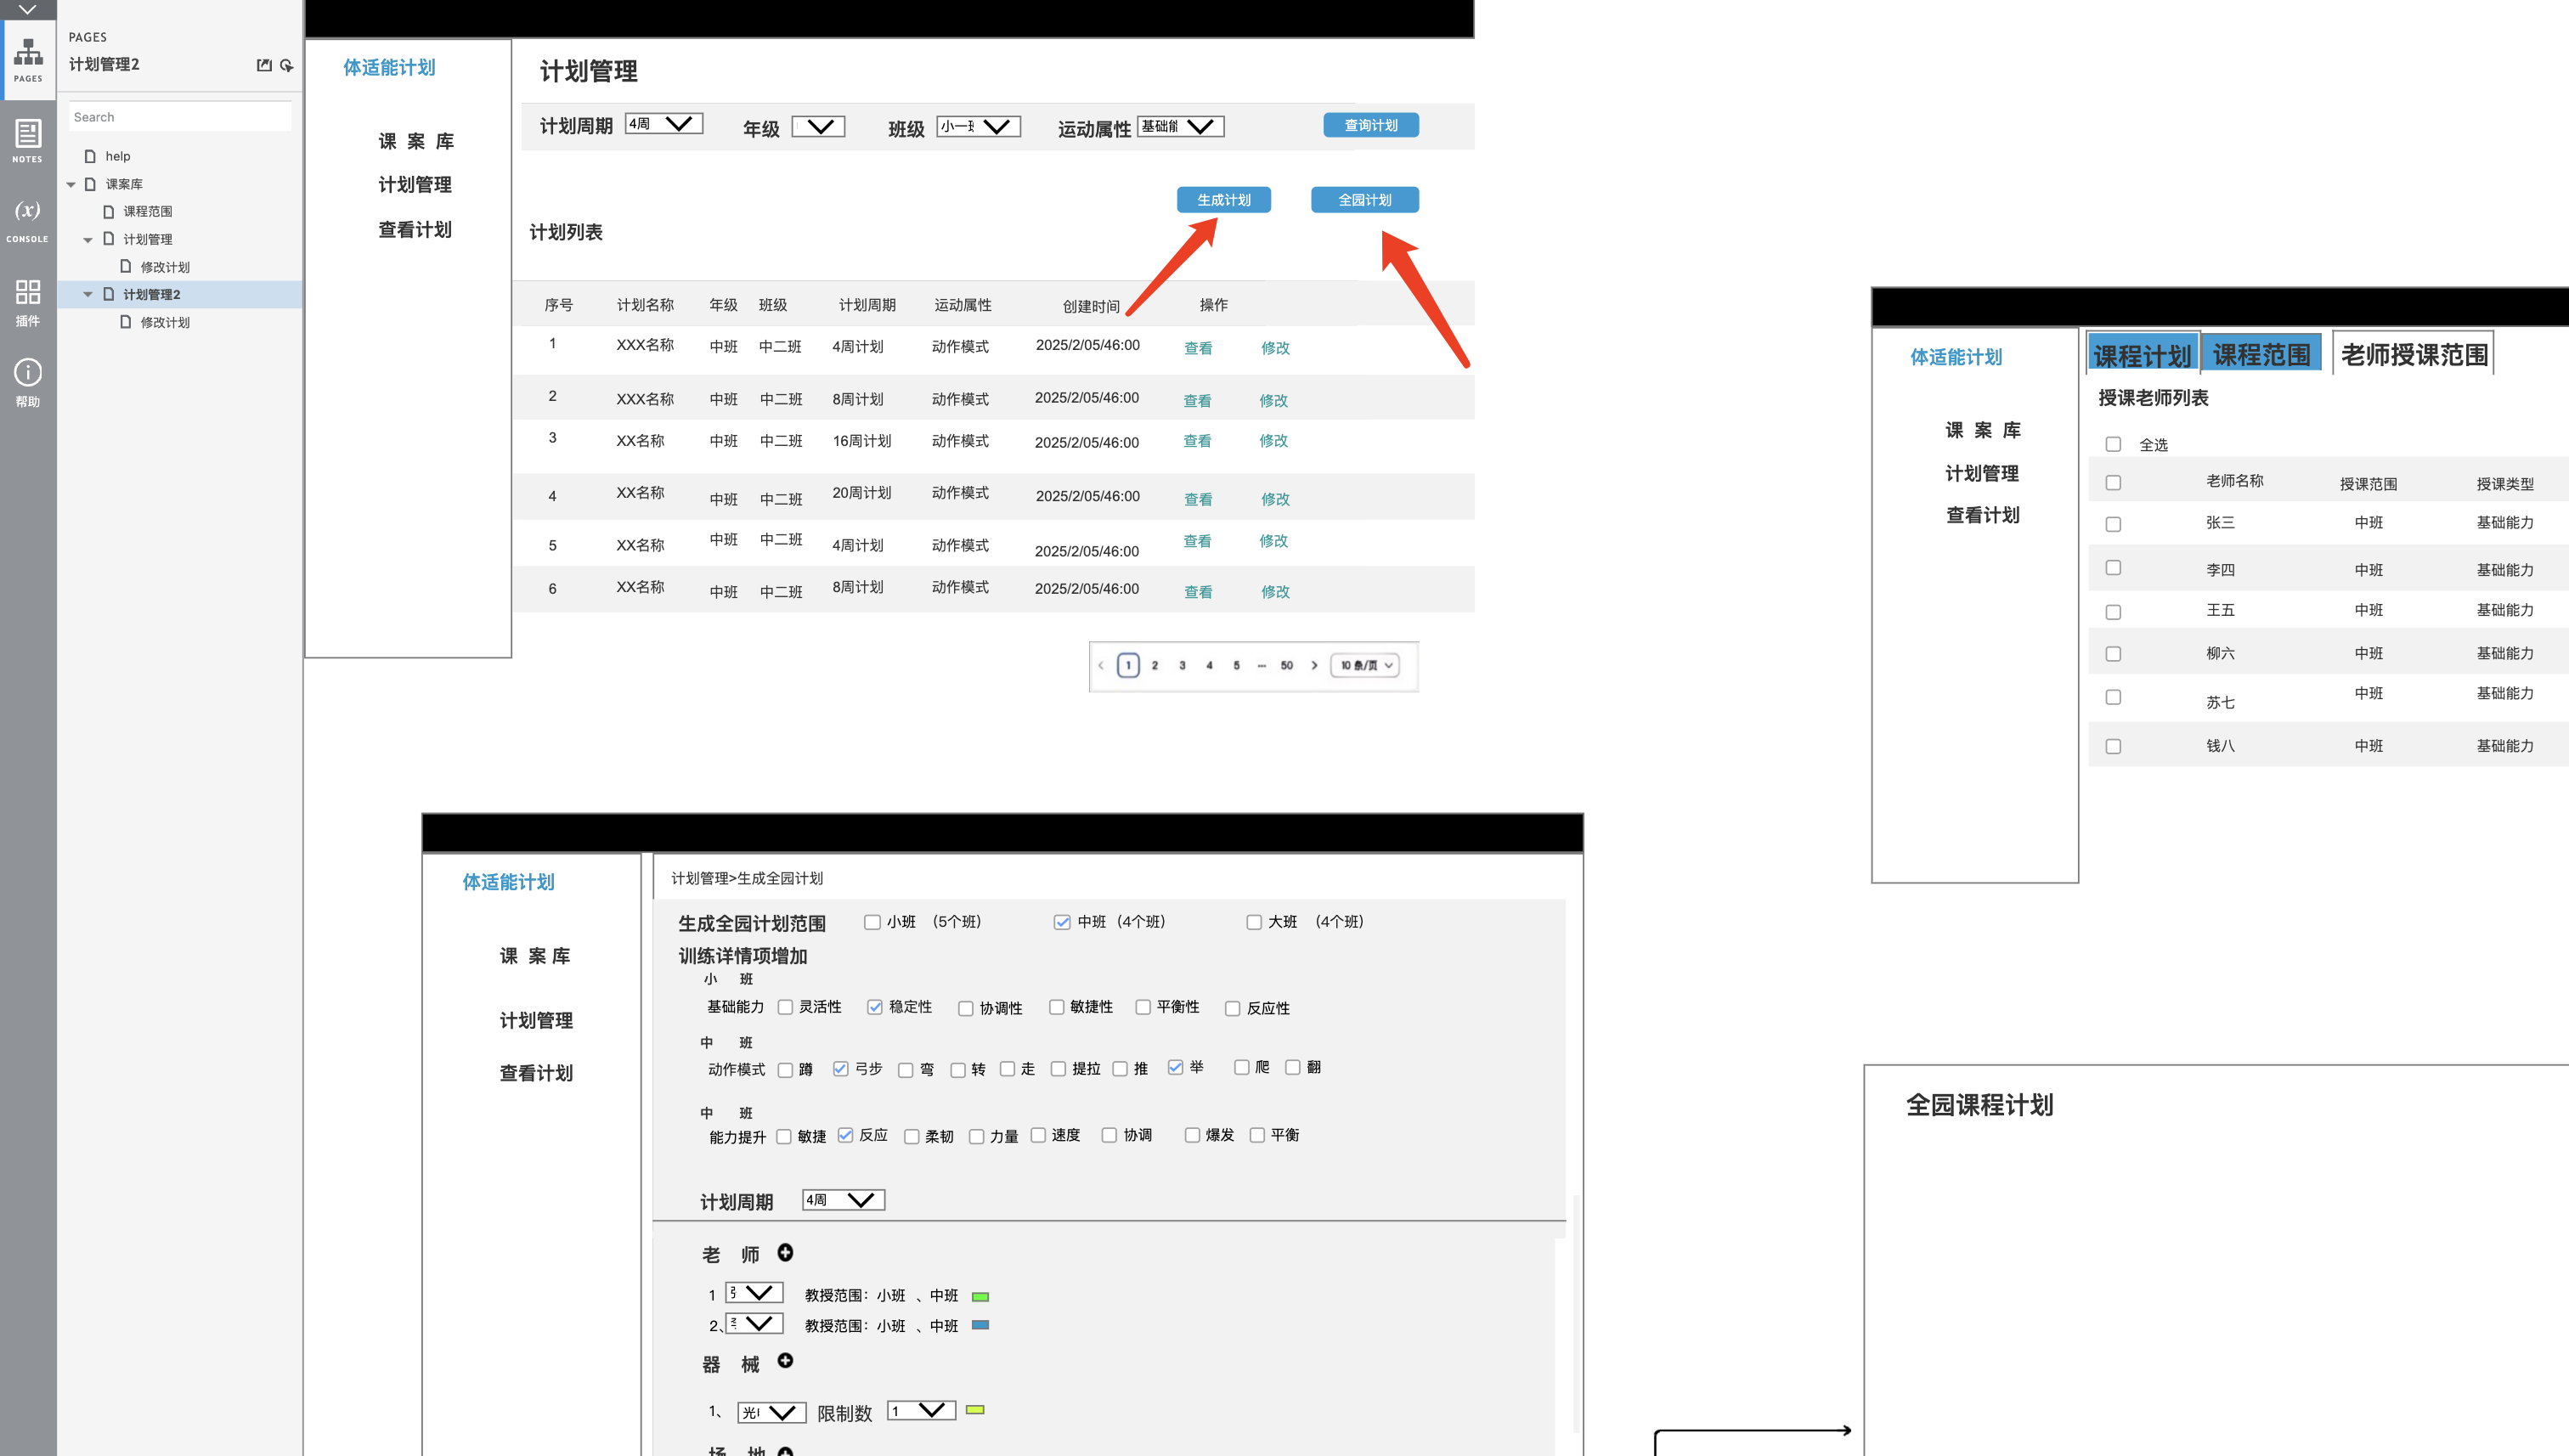 PAGES
计划管理2
Search
help
课案库
课程范围
计划管理
修改计划
计划管理2
修改计划
PAGES
NOTES
(x)
CONSOLE
插件
帮助
体适能计划
课 案 库
计划管理
查看计划
计划管理
计划周期 4周 年级 班级 小一 运动属性 基础能 查询计划
生成计划 全园计划
计划列表
序号 计划名称 年级 班级 计划周期 运动属性 创建时间 操作
1 XXX名称 中班 中二班 4周计划 动作模式 2025/2/05/46:00 查看 修改
2 XXX名称 中班 中二班 8周计划 动作模式 2025/2/05/46:00 查看 修改
3 XX名称 中班 中二班 16周计划 动作模式 2025/2/05/46:00 查看 修改
4 XX名称 中班 中二班 20周计划 动作模式 2025/2/05/46:00 查看 修改
5 XX名称 中班 中二班 4周计划 动作模式 2025/2/05/46:00 查看 修改
6 XX名称 中班 中二班 8周计划 动作模式 2025/2/05/46:00 查看 修改
< 1 2 3 4 5 ··· 50 > 10 条/页
体适能计划
课 案 库
计划管理
查看计划
课程计划 课程范围 老师授课范围
授课老师列表
全选
老师名称 授课范围 授课类型
张三 中班 基础能力
李四 中班 基础能力
王五 中班 基础能力
柳六 中班 基础能力
苏七 中班 基础能力
钱八 中班 基础能力
体适能计划
课 案 库
计划管理
查看计划
计划管理>生成全园计划
生成全园计划范围 小班 （5个班） 中班 （4个班） 大班 （4个班）
训练详情项增加
小 班
基础能力 灵活性 稳定性 协调性 敏捷性 平衡性 反应性
中 班
动作模式 蹲 弓步 弯 转 走 提拉 推 举 爬 翻
中 班
能力提升 敏捷 反应 柔韧 力量 速度 协调 爆发 平衡
计划周期 4周
老 师
1 教授范围：小班 、中班
2、 教授范围：小班 、中班
器 械
1、 光 限制数 1
场 地
全园课程计划